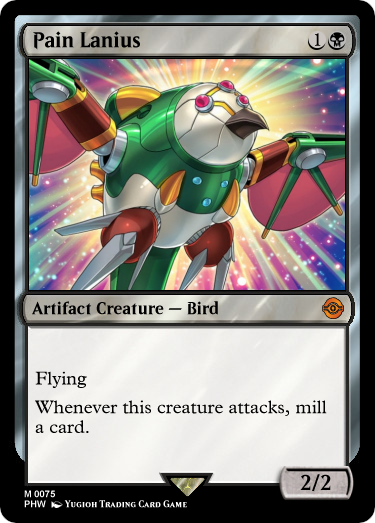 Pain Lanius 1
Artifact Creature — Bird
Flying
Whenever this creature attacks, mill
a card.
2/2
M 0075
PHW YUGIOH TRADING CARD GAME